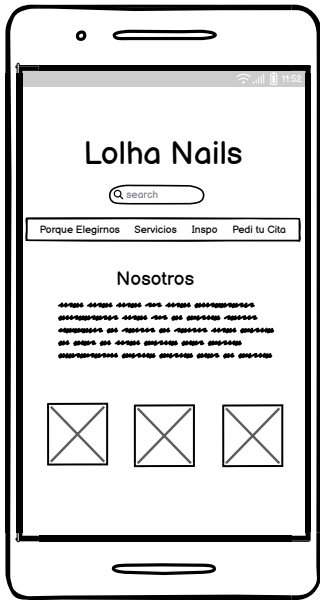 11:52
Lolha Nails
search
Porque Elegirnos Servicios Inspo Pedi tu Cita
Nosotros